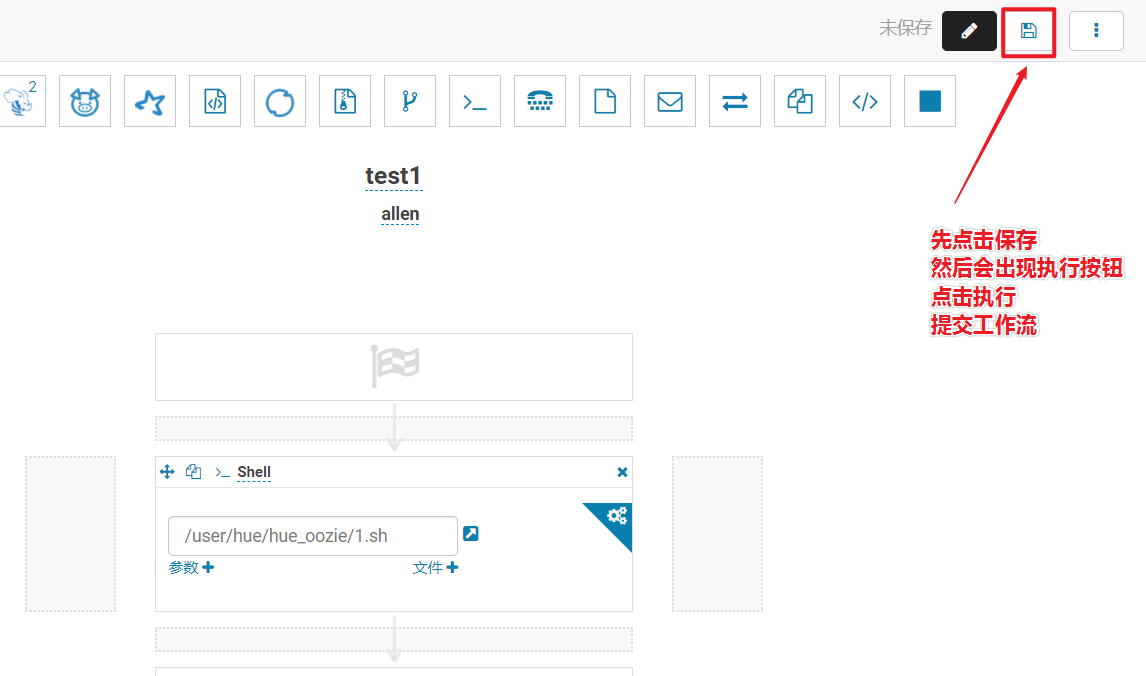 未保存
2
test1
allen
先点击保存
然后会出现执行按钮
点击执行
提交工作流
Shell
/user/hue/hue_oozie/1.sh
参数
文件